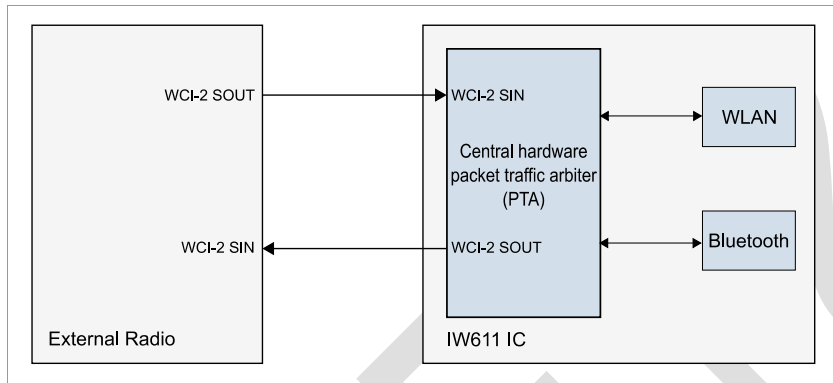 WCI-2 SOUT
WCI-2 SIN
External Radio
WCI-2 SIN
Central hardware
packet traffic arbiter
(PTA)
WCI-2 SOUT
WLAN
Bluetooth
IW611 IC